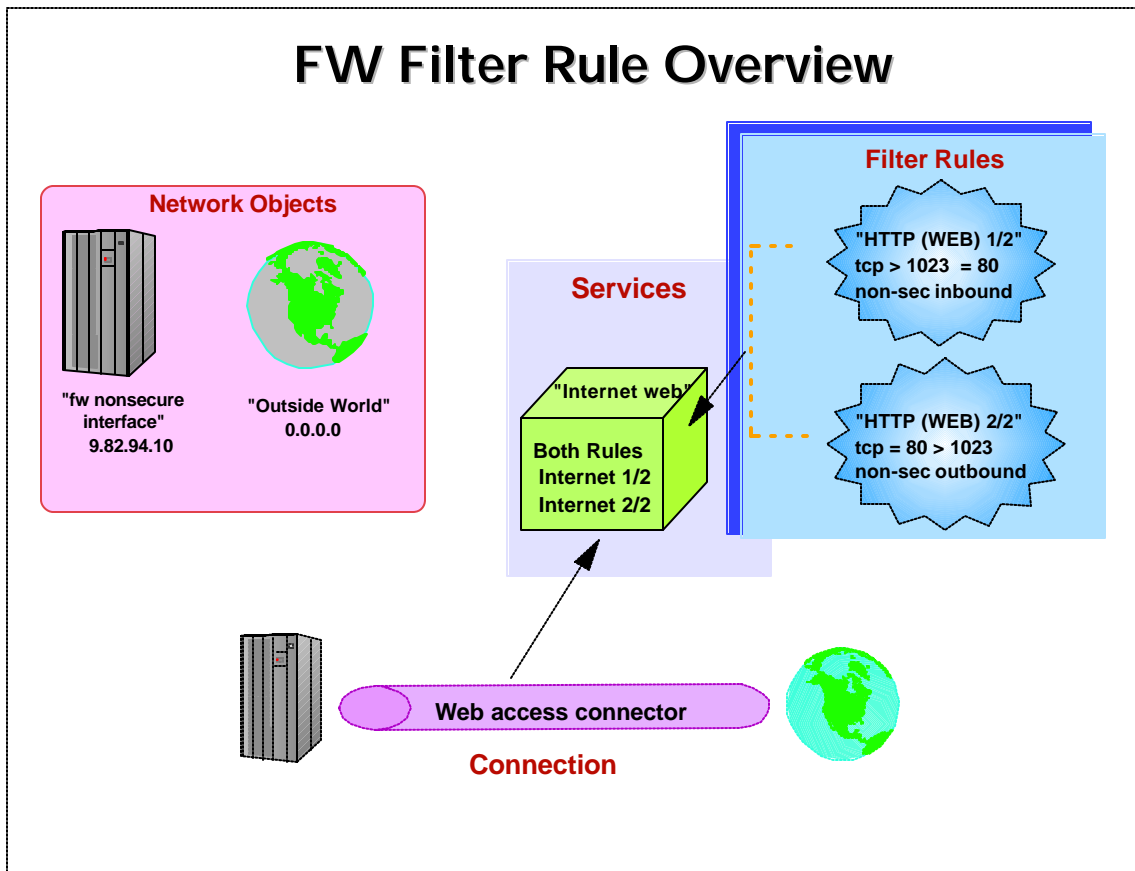 FW Filter Rule Overview
Network Objects
"fw nonsecure
interface"
9.82.94.10
"Outside World"
0.0.0.0
Services
"Internet web"
Both Rules
Internet 1/2
Internet 2/2
Filter Rules
"HTTP (WEB) 1/2"
tcp > 1023 = 80
non-sec inbound
"HTTP (WEB) 2/2"
tcp = 80 > 1023
non-sec outbound
Web access connector
Connection